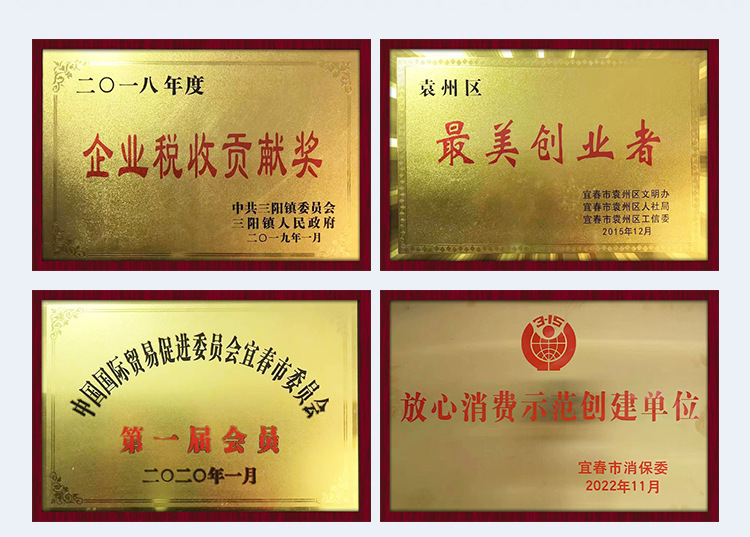 二〇一八年度
企业税收贡献奖
中共三阳镇委员会
三阳镇人民政府
二〇一九年一月
袁州区
最美创业者
宜春市袁州区文明办
宜春市袁州区人社局
宜春市袁州区工信委
2015年12月
中国国际贸易促进委员会宜春市委员会
第一届会员
二〇二〇年一月
3·15
放心消费示范创建单位
宜春市消保委
2022年11月